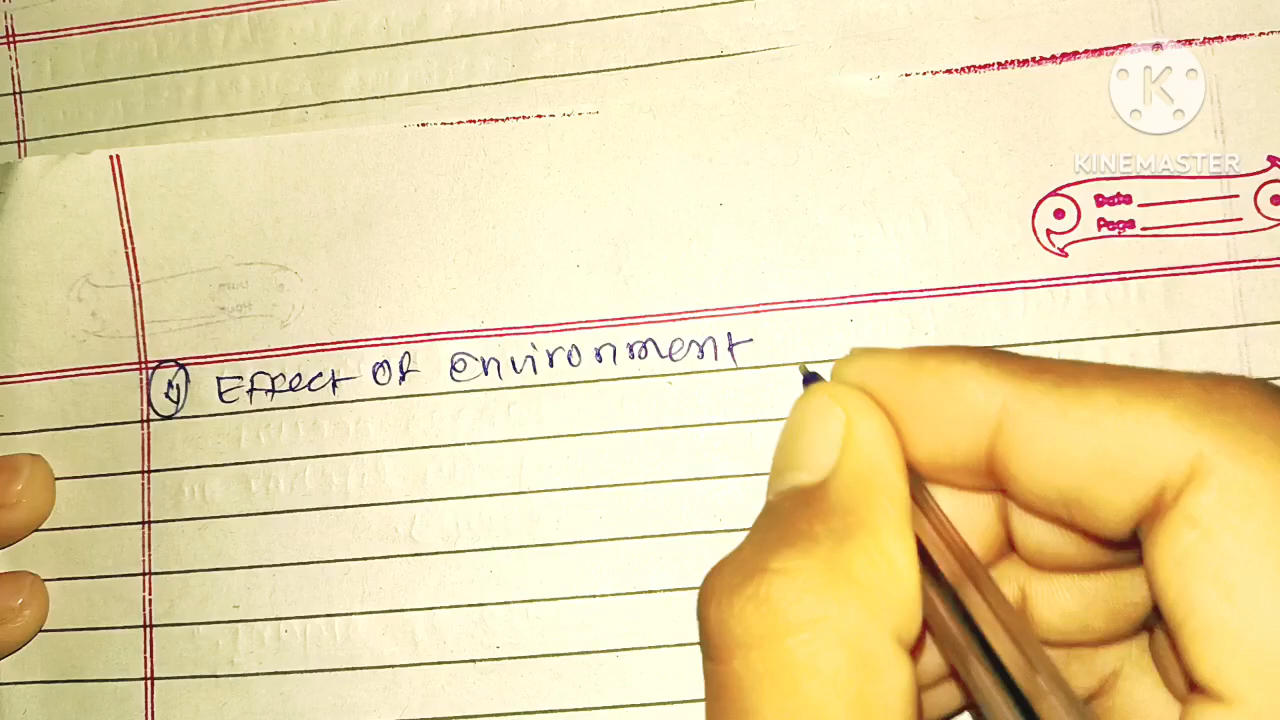 K
KINEMASTER
Date
Page
④ Effect of environment